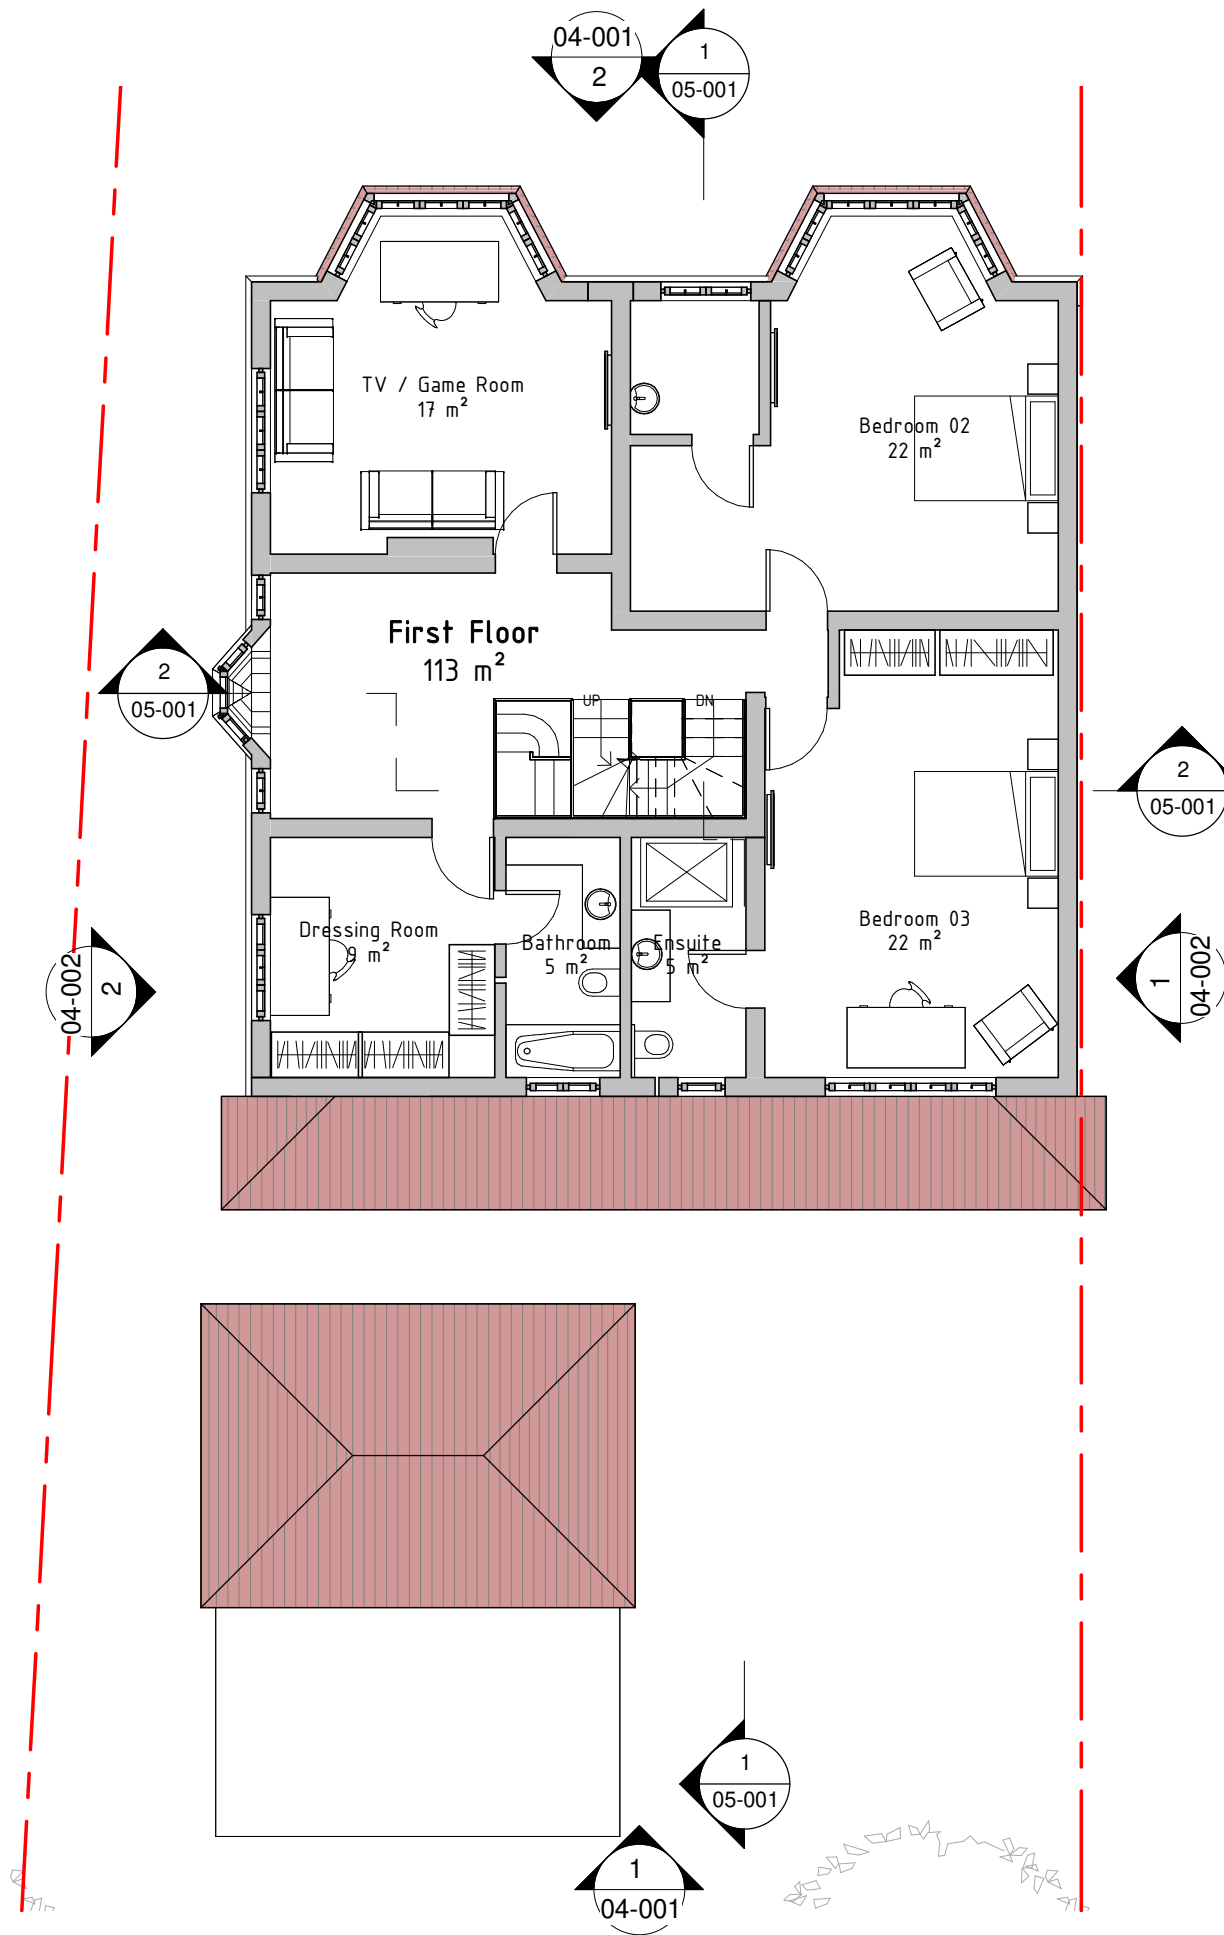 04-001
2
1
05-001
TV / Game Room
17 m²
Bedroom 02
22 m²
First Floor
113 m²
2
05-001
UP
DN
2
05-001
Dressing Room
9 m²
Bathroom
5 m²
Ensuite
5 m²
Bedroom 03
22 m²
04-002
2
1
04-002
1
05-001
1
04-001